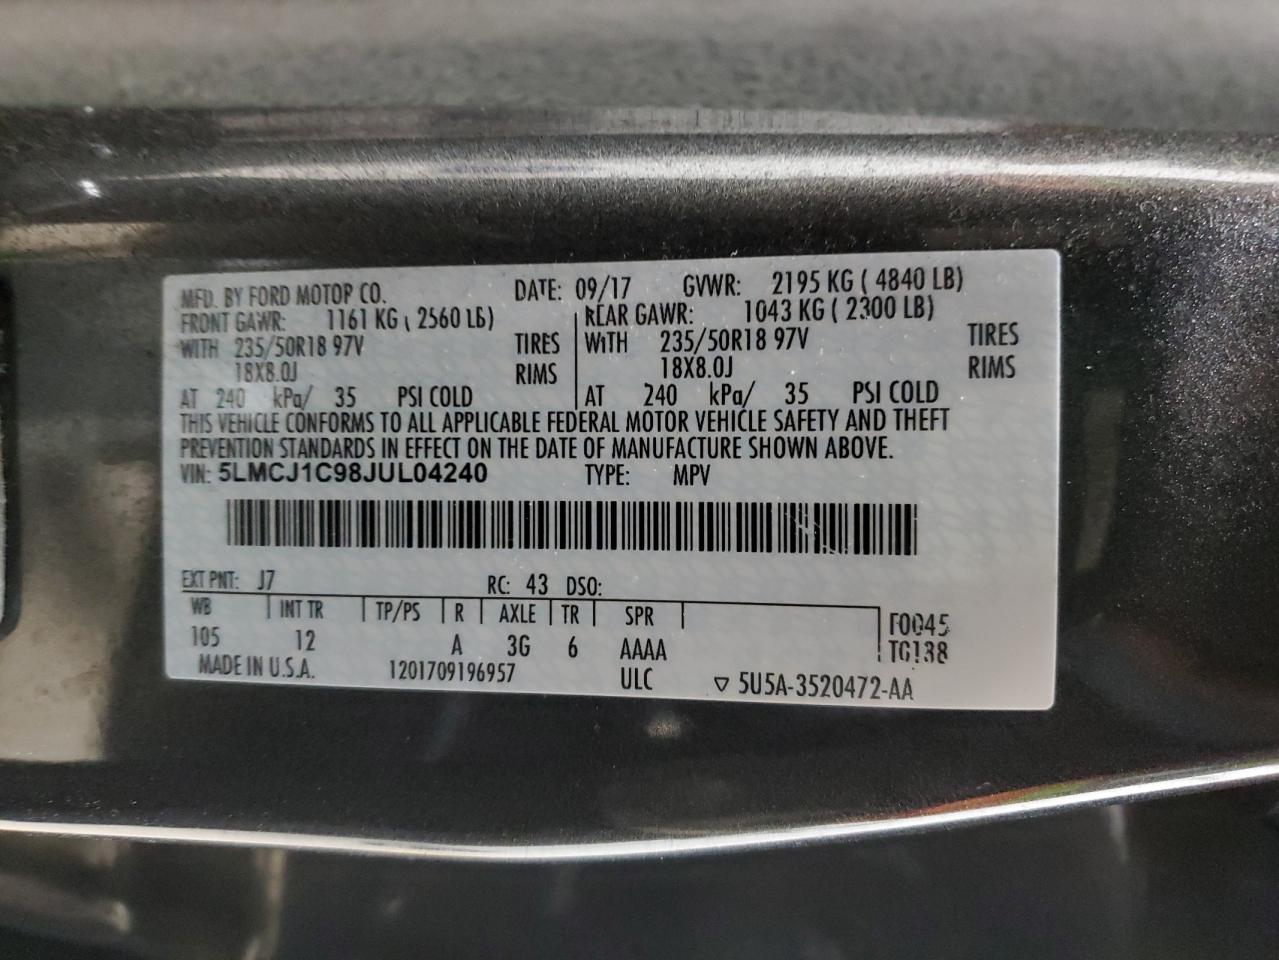 MFD. BY FORD MOTOR CO. DATE: 09/17 GVWR: 2195 KG ( 4840 LB)
FRONT GAWR: 1161 KG ( 2560 LB) REAR GAWR: 1043 KG ( 2300 LB)
WITH 235/50R18 97V TIRES WITH 235/50R18 97V TIRES
18X8.0J RIMS 18X8.0J RIMS
AT 240 kPa/ 35 PSI COLD AT 240 kPa/ 35 PSI COLD
THIS VEHICLE CONFORMS TO ALL APPLICABLE FEDERAL MOTOR VEHICLE SAFETY AND THEFT
PREVENTION STANDARDS IN EFFECT ON THE DATE OF MANUFACTURE SHOWN ABOVE.
VIN: 5LMCJ1C98JUL04240 TYPE: MPV
EXT PNT: J7 RC: 43 DSO:
WB INT TR TP/PS R AXLE TR SPR
105 12 A 3G 6 AAAA F0045
T0138
MADE IN U.S.A. 1201709196957 ULC ▽ 5U5A-3520472-AA